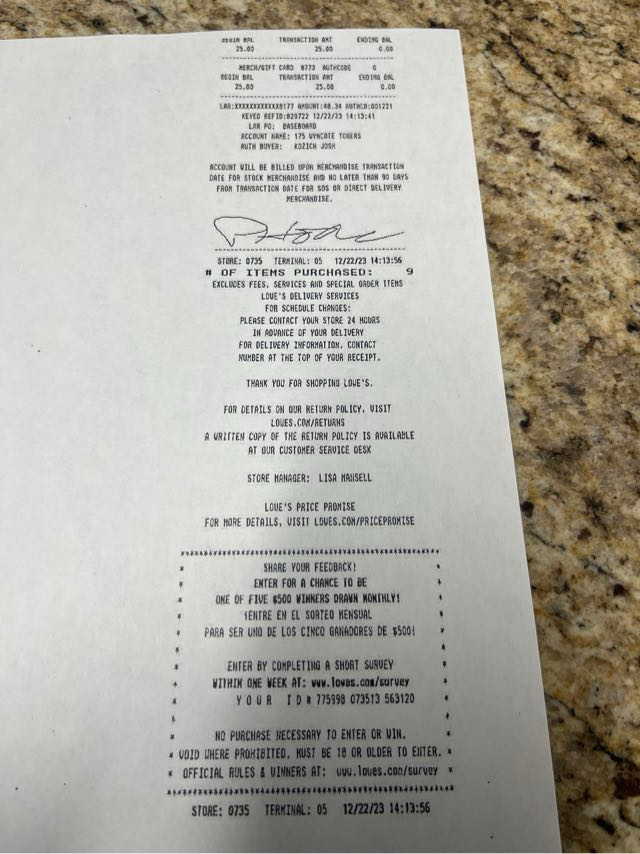 BEGIN BAL TRANSACTION AMT ENDING BAL
25.00 25.00 0.00
MERCH/GIFT CARD 0773 AUTHCODE 0
BEGIN BAL TRANSACTION AMT ENDING BAL
25.00 25.00 0.00
LAR:XXXXXXXXXXXX9177 AMOUNT:48.34 AUTHCD:001221
KEYED REFID:820722 12/22/23 14:13:41
LAR PO: BASEBOARD
ACCOUNT NAME: 175 WYNCOTE TOWERS
AUTH BUYER: KOZICH JOSH
ACCOUNT WILL BE BILLED UPON MERCHANDISE TRANSACTION
DATE FOR STOCK MERCHANDISE AND NO LATER THAN 90 DAYS
FROM TRANSACTION DATE FOR SOS OR DIRECT DELIVERY
MERCHANDISE.
STORE: 0735 TERMINAL: 05 12/22/23 14:13:56
# OF ITEMS PURCHASED: 9
EXCLUDES FEES, SERVICES AND SPECIAL ORDER ITEMS
LOWE'S DELIVERY SERVICES
FOR SCHEDULE CHANGES:
PLEASE CONTACT YOUR STORE 24 HOURS
IN ADVANCE OF YOUR DELIVERY
FOR DELIVERY INFORMATION, CONTACT
NUMBER AT THE TOP OF YOUR RECEIPT.
THANK YOU FOR SHOPPING LOWE'S.
FOR DETAILS ON OUR RETURN POLICY, VISIT
LOWES.COM/RETURNS
A WRITTEN COPY OF THE RETURN POLICY IS AVAILABLE
AT OUR CUSTOMER SERVICE DESK
STORE MANAGER: LISA MANSELL
LOWE'S PRICE PROMISE
FOR MORE DETAILS, VISIT LOWES.COM/PRICEPROMISE
SHARE YOUR FEEDBACK!
ENTER FOR A CHANCE TO BE
ONE OF FIVE $500 WINNERS DRAWN MONTHLY!
¡ENTRE EN EL SORTEO MENSUAL
PARA SER UNO DE LOS CINCO GANADORES DE $500!
ENTER BY COMPLETING A SHORT SURVEY
WITHIN ONE WEEK AT: www.lowes.com/survey
YOUR ID# 775998 073513 563120
NO PURCHASE NECESSARY TO ENTER OR WIN.
VOID WHERE PROHIBITED. MUST BE 18 OR OLDER TO ENTER.
OFFICIAL RULES & WINNERS AT: www.lowes.com/survey
STORE: 0735 TERMINAL: 05 12/22/23 14:13:56